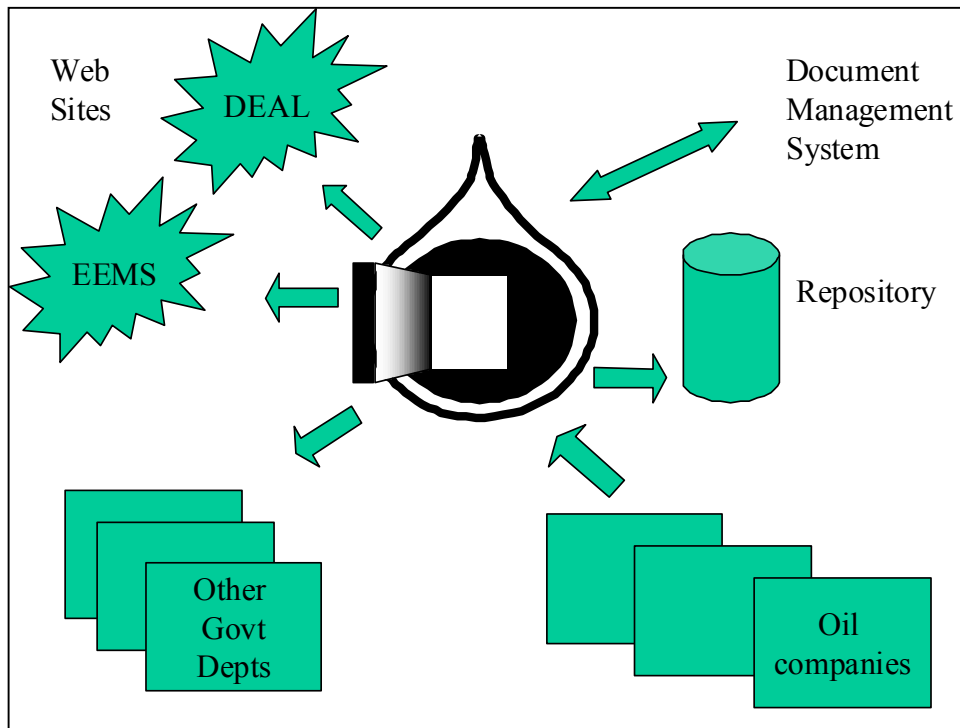 Web
Sites
DEAL
Document
Management
System
EEMS
Repository
Other
Govt
Depts
Oil
companies